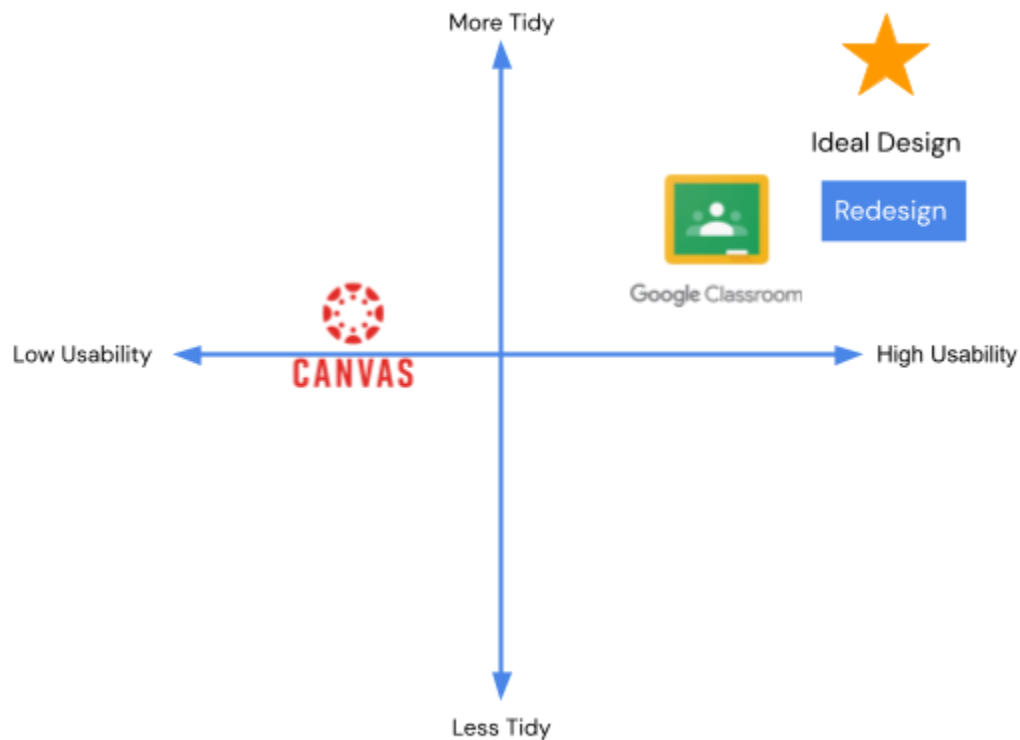 More Tidy
Ideal Design
Redesign
Google Classroom
Low Usability
CANVAS
High Usability
Less Tidy